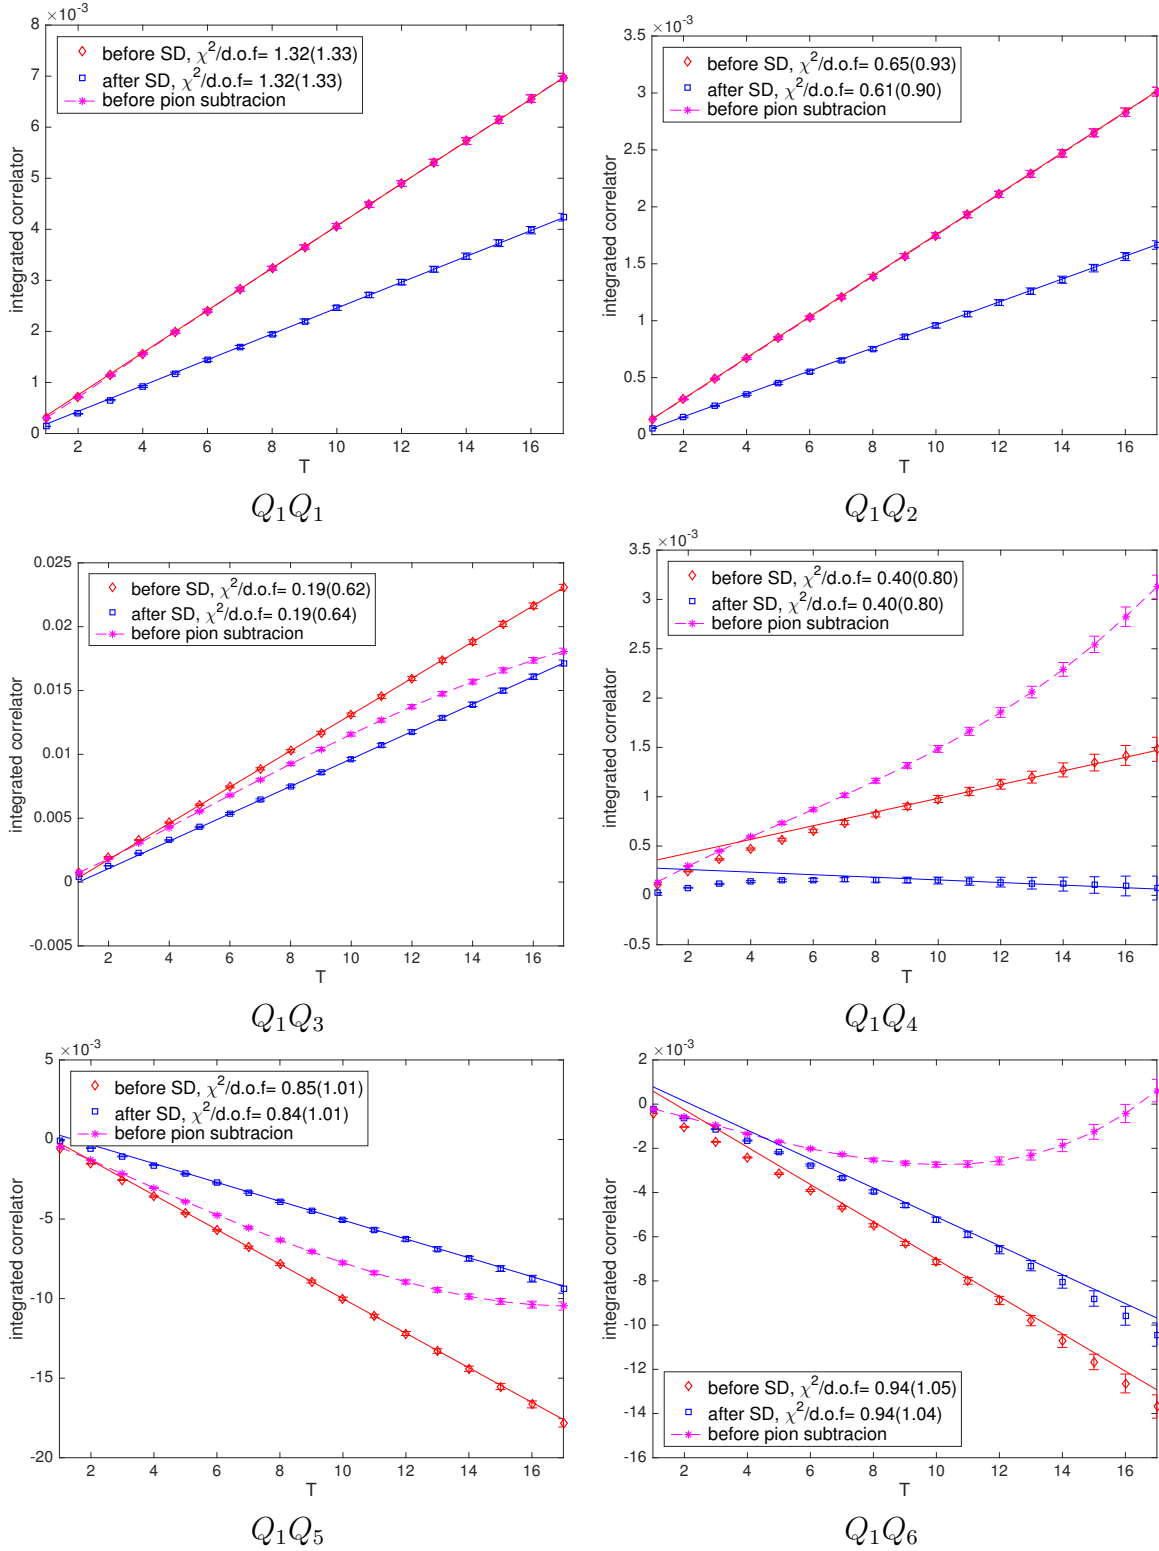 ×10-3
8
7
6
5
4
3
2
1
0
before SD, χ2/d.o.f= 1.32(1.33)
after SD, χ2/d.o.f= 1.32(1.33)
before pion subtracion
integrated correlator
2 4 6 8 10 12 14 16
T
Q1Q1
×10-3
3.5
3
2.5
2
1.5
1
0.5
0
before SD, χ2/d.o.f= 0.65(0.93)
after SD, χ2/d.o.f= 0.61(0.90)
before pion subtracion
integrated correlator
2 4 6 8 10 12 14 16
T
Q1Q2
0.025
0.02
0.015
0.01
0.005
0
-0.005
before SD, χ2/d.o.f= 0.19(0.62)
after SD, χ2/d.o.f= 0.19(0.64)
before pion subtracion
integrated correlator
2 4 6 8 10 12 14 16
T
Q1Q3
×10-3
3.5
3
2.5
2
1.5
1
0.5
0
-0.5
before SD, χ2/d.o.f= 0.40(0.80)
after SD, χ2/d.o.f= 0.40(0.80)
before pion subtracion
integrated correlator
2 4 6 8 10 12 14 16
T
Q1Q4
×10-3
5
0
-5
-10
-15
-20
before SD, χ2/d.o.f= 0.85(1.01)
after SD, χ2/d.o.f= 0.84(1.01)
before pion subtracion
integrated correlator
2 4 6 8 10 12 14 16
T
Q1Q5
×10-3
2
0
-2
-4
-6
-8
-10
-12
-14
-16
before SD, χ2/d.o.f= 0.94(1.05)
after SD, χ2/d.o.f= 0.94(1.04)
before pion subtracion
integrated correlator
2 4 6 8 10 12 14 16
T
Q1Q6